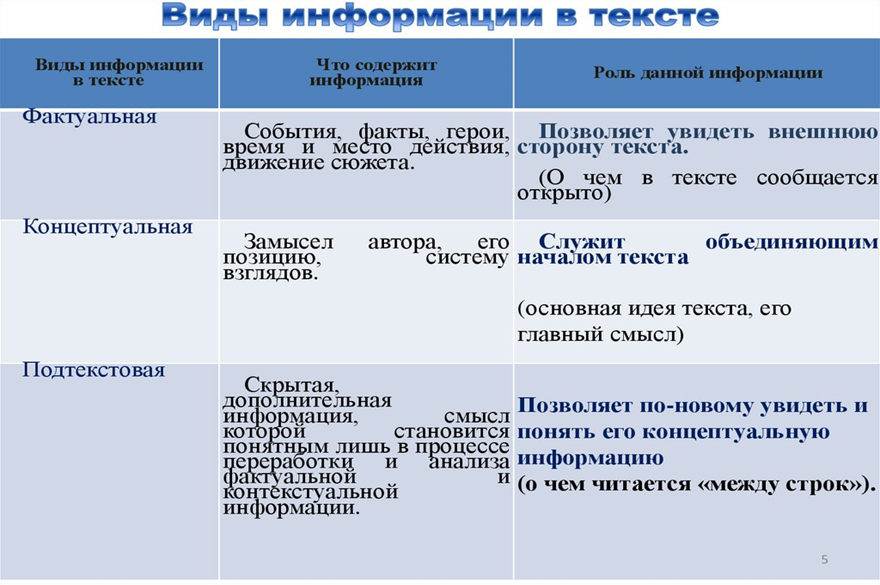 Виды информации в тексте
Виды информации
в тексте
Что содержит
информация
Роль данной информации
Фактуальная
События, факты, герои,
время и место действия,
движение сюжета.
Позволяет увидеть внешнюю
сторону текста.
(О чем в тексте сообщается
открыто)
Концептуальная
Замысел автора, его
позицию, систему
взглядов.
Служит объединяющим
началом текста
(основная идея текста, его
главный смысл)
Подтекстовая
Скрытая,
дополнительная
информация, смысл
которой становится
понятным лишь в процессе
переработки и анализа
фактуальной и
контекстуальной
информации.
Позволяет по-новому увидеть и
понять его концептуальную
информацию
(о чем читается «между строк»).
5